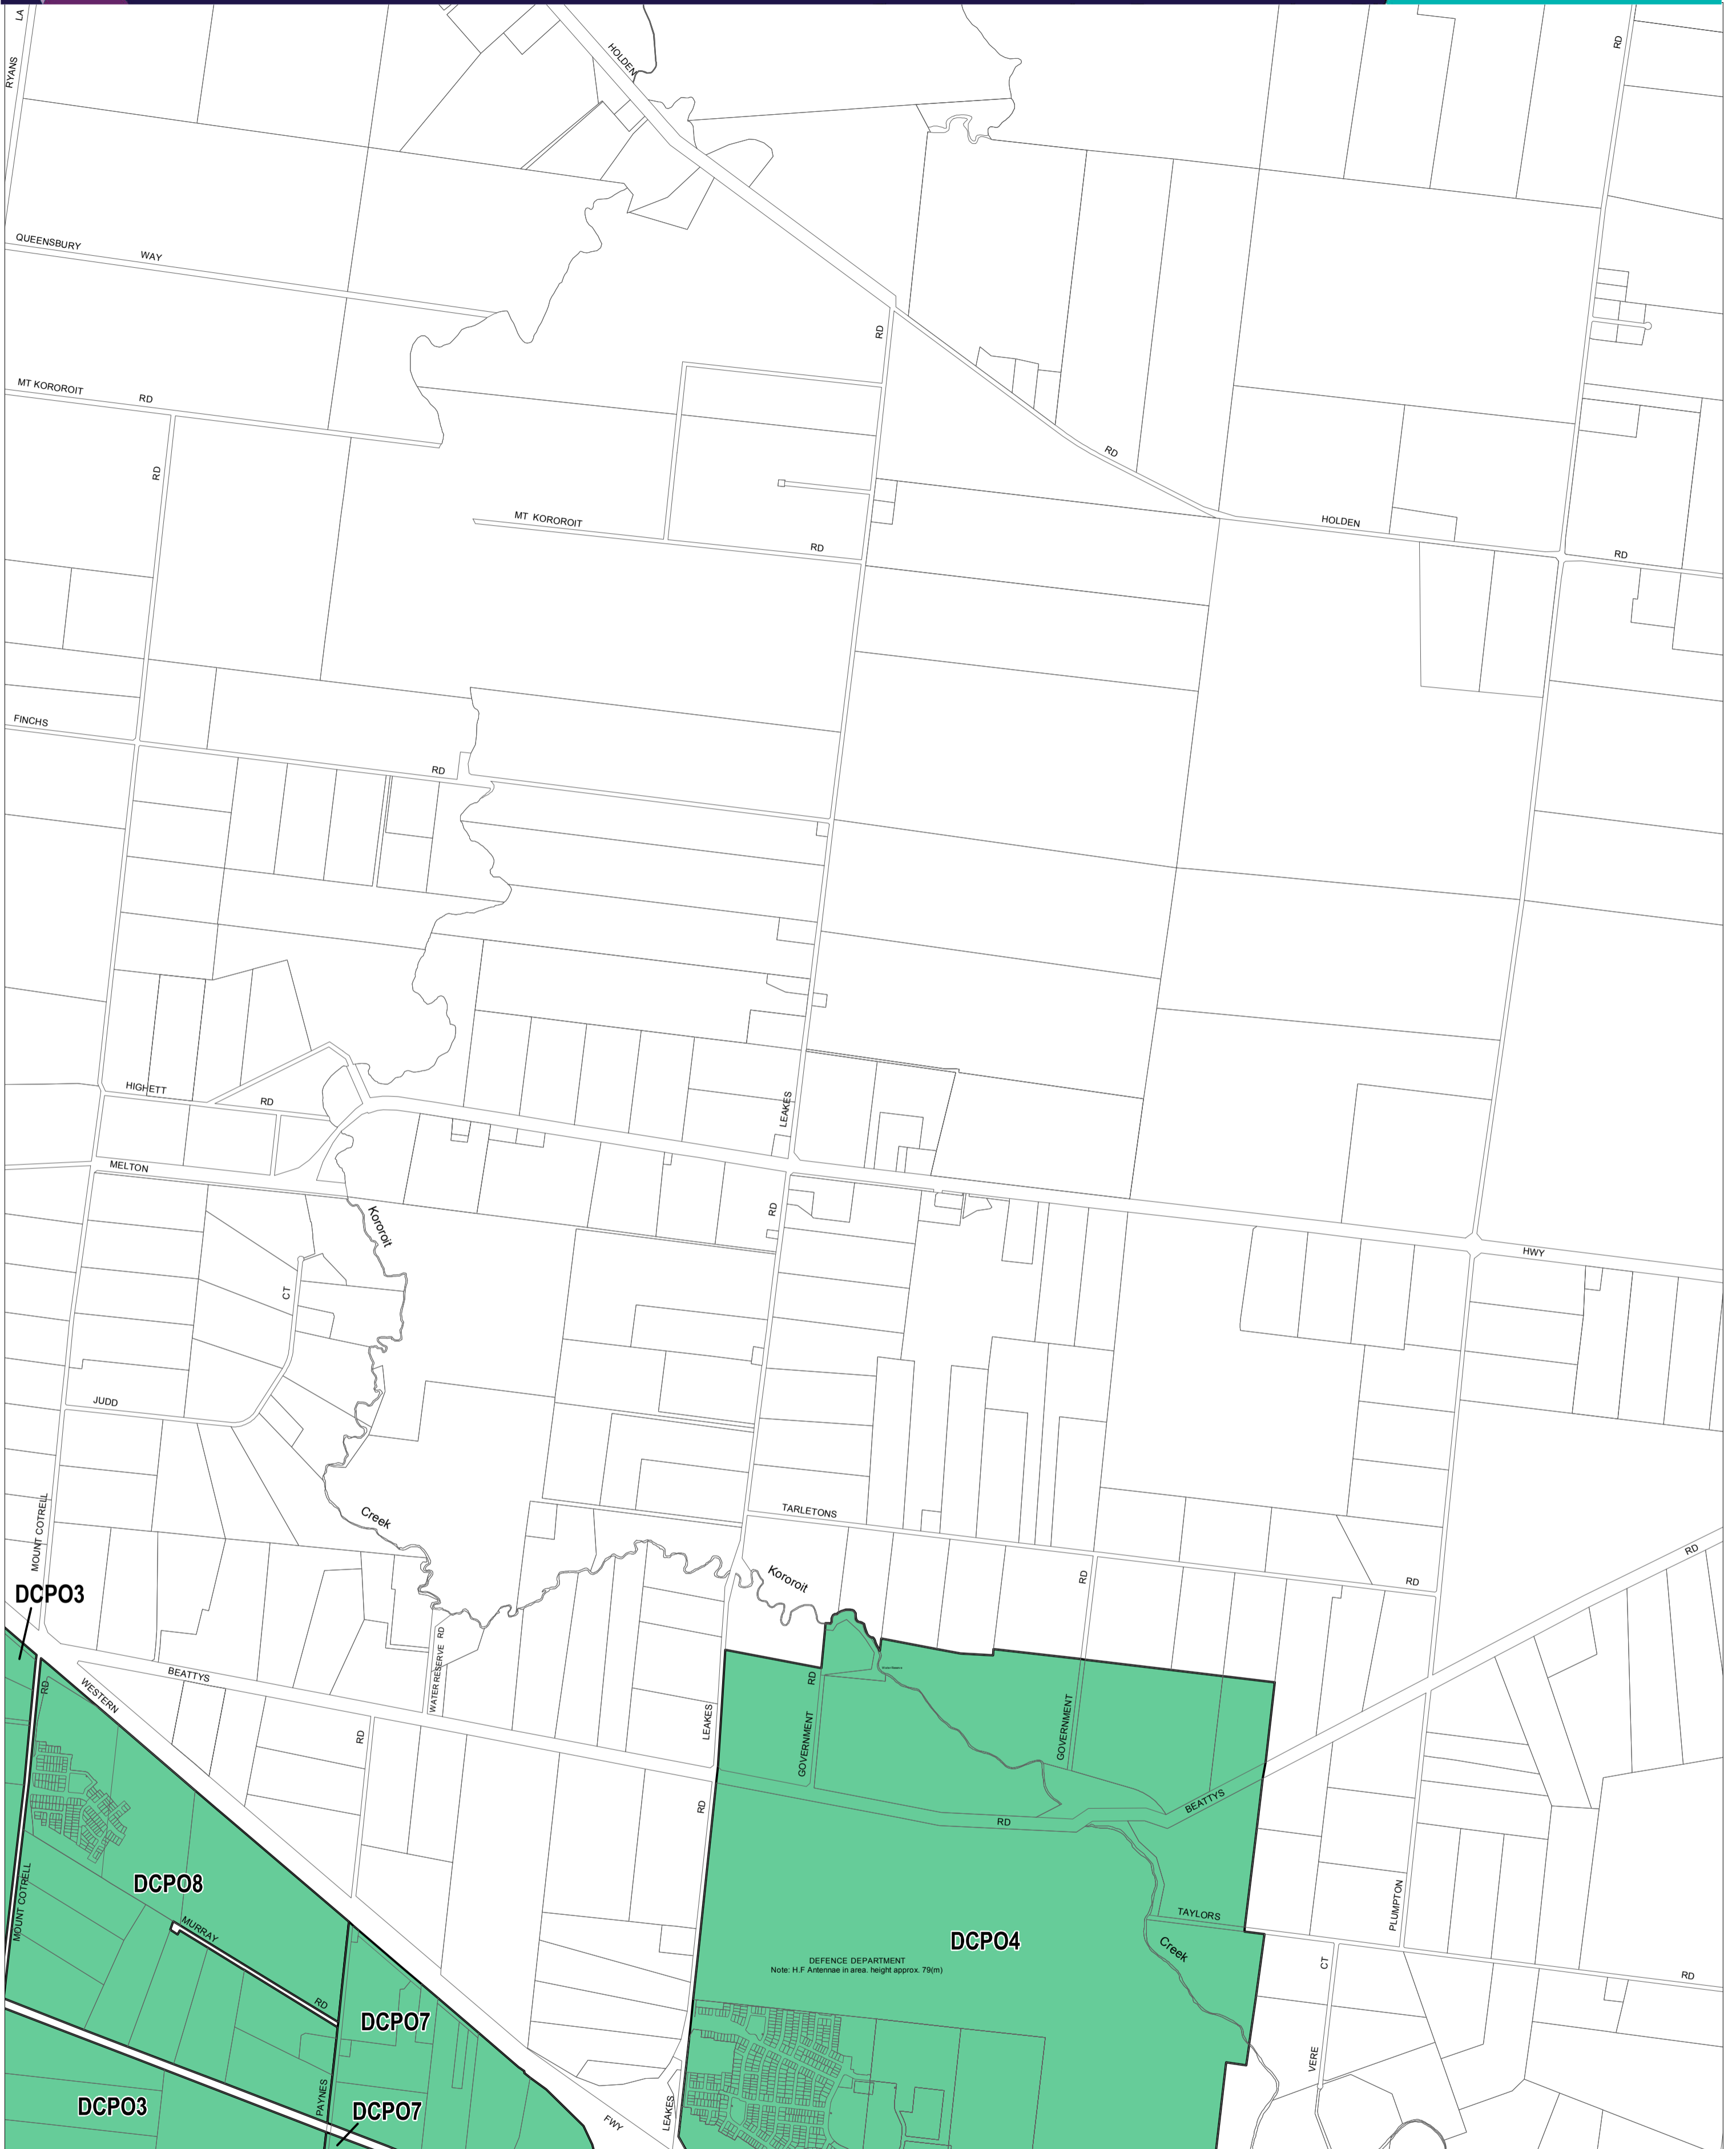 LA
RYANS
HOLDEN
RD
QUEENSBURY
WAY
RD
MT KOROROIT
RD
RD
RD
MT KOROROIT
RD
HOLDEN
RD
FINCHS
RD
HIGHETT
RD
LEAKES
MELTON
RD
Kororoit
HWY
CT
JUDD
MOUNT COTRELL
Creek
TARLETONS
RD
RD
Kororoit
RD
DCPO3
WATER RESERVE RD
BEATTYS
WESTERN
RD
RD
LEAKES
RD
GOVERNMENT
GOVERNMENT
RD
BEATTYS
RD
DCPO8
MOUNT COTRELL
MURRAY
RD
DCPO4
PLUMPTON
TAYLORS
Creek
CT
RD
DEFENCE DEPARTMENT
Note: H.F Antennae in area. height approx. 79(m)
DCPO7
VERE
DCPO3
PAYNES
DCPO7
FWY
LEAKES